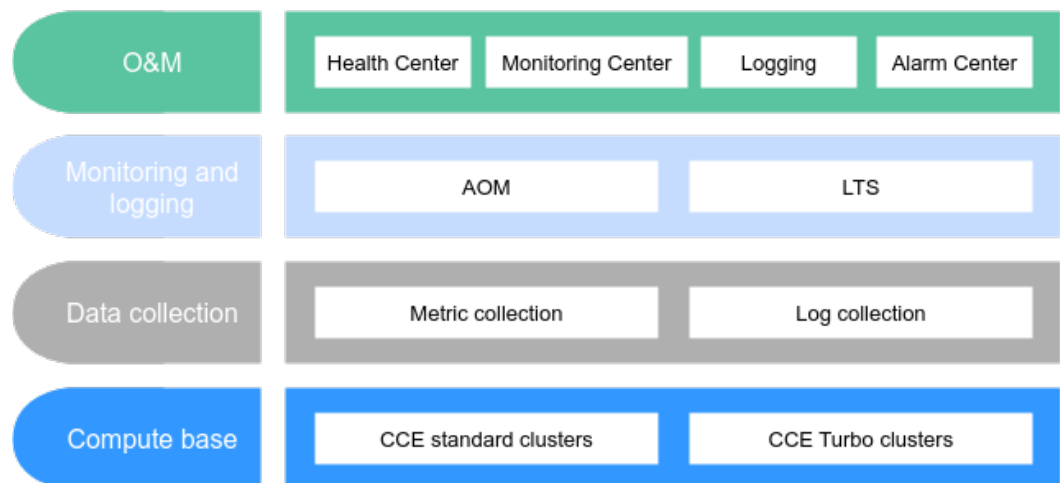 O&M
Health Center
Monitoring Center
Logging
Alarm Center
Monitoring and
logging
AOM
LTS
Data collection
Metric collection
Log collection
Compute base
CCE standard clusters
CCE Turbo clusters